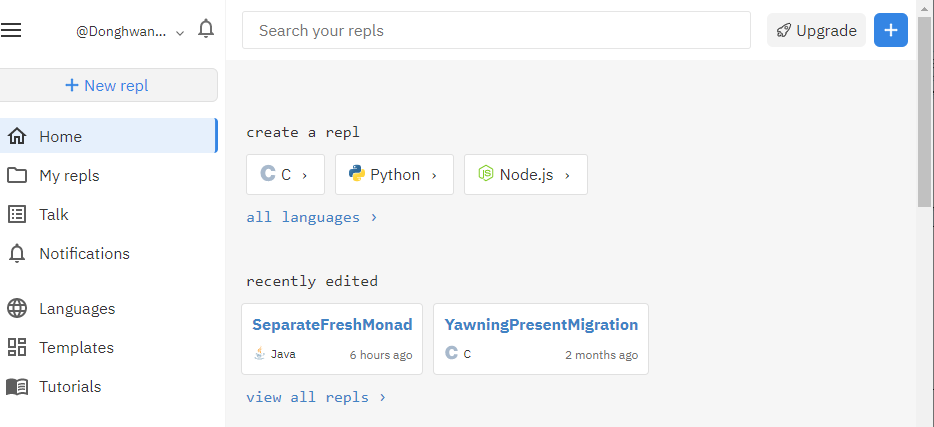 @Donghwan...
Search your repls
Upgrade
+
+ New repl
Home
My repls
Talk
Notifications
Languages
Templates
Tutorials
create a repl
C C ›
Python ›
Node.js ›
all languages ›
recently edited
SeparateFreshMonad
Java 6 hours ago
YawningPresentMigration
C C 2 months ago
view all repls ›